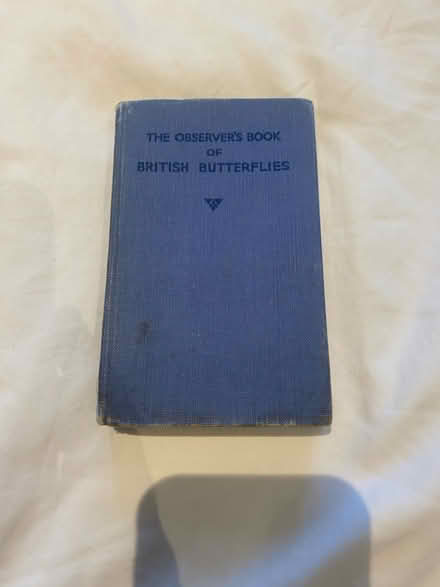 THE OBSERVER'S BOOK
OF
BRITISH BUTTERFLIES